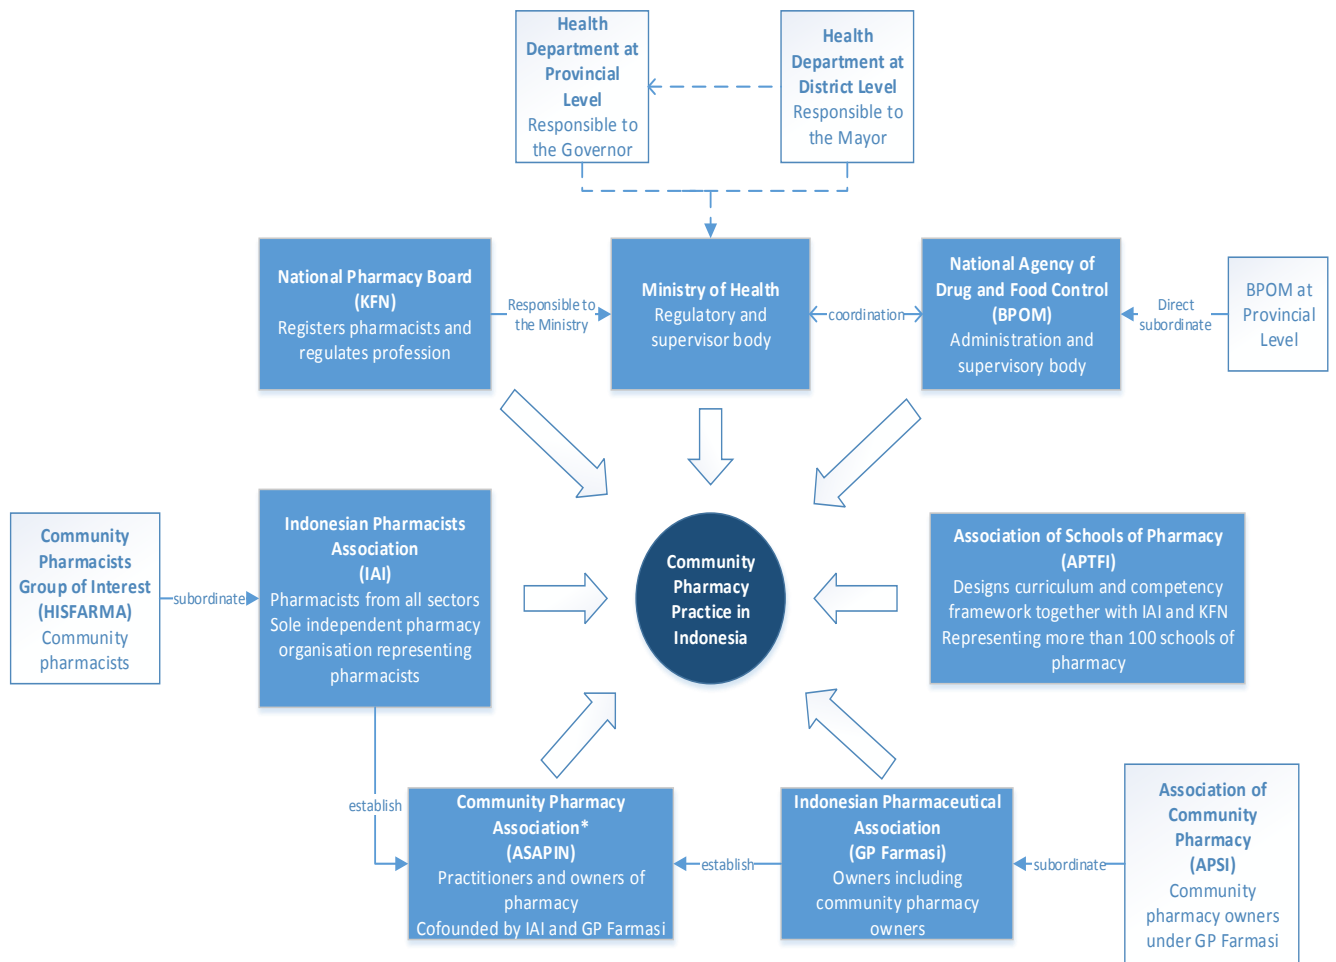 Health
Department at
Provincial
Level
Responsible to
the Governor
Health
Department at
District Level
Responsible to
the Mayor
National Pharmacy Board
(KFN)
Registers pharmacists and
regulates profession
Responsible to
the Ministry
Ministry of Health
Regulatory and
supervisor body
coordination
National Agency of
Drug and Food Control
(BPOM)
Administration and
supervisory body
Direct
subordinate
BPOM at
Provincial
Level
Community
Pharmacists
Group of Interest
(HISFARMA)
Community
pharmacists
subordinate
Indonesian Pharmacists
Association
(IAI)
Pharmacists from all sectors
Sole independent pharmacy
organisation representing
pharmacists
Community
Pharmacy
Practice in
Indonesia
Association of Schools of Pharmacy
(APTFI)
Designs curriculum and competency
framework together with IAI and KFN
Representing more than 100 schools of
pharmacy
establish
Community Pharmacy
Association*
(ASAPIN)
Practitioners and owners of
pharmacy
Cofounded by IAI and GP Farmasi
establish
Indonesian Pharmaceutical
Association
(GP Farmasi)
Owners including
community pharmacy
owners
subordinate
Association of
Community
Pharmacy
(APSI)
Community
pharmacy owners
under GP Farmasi